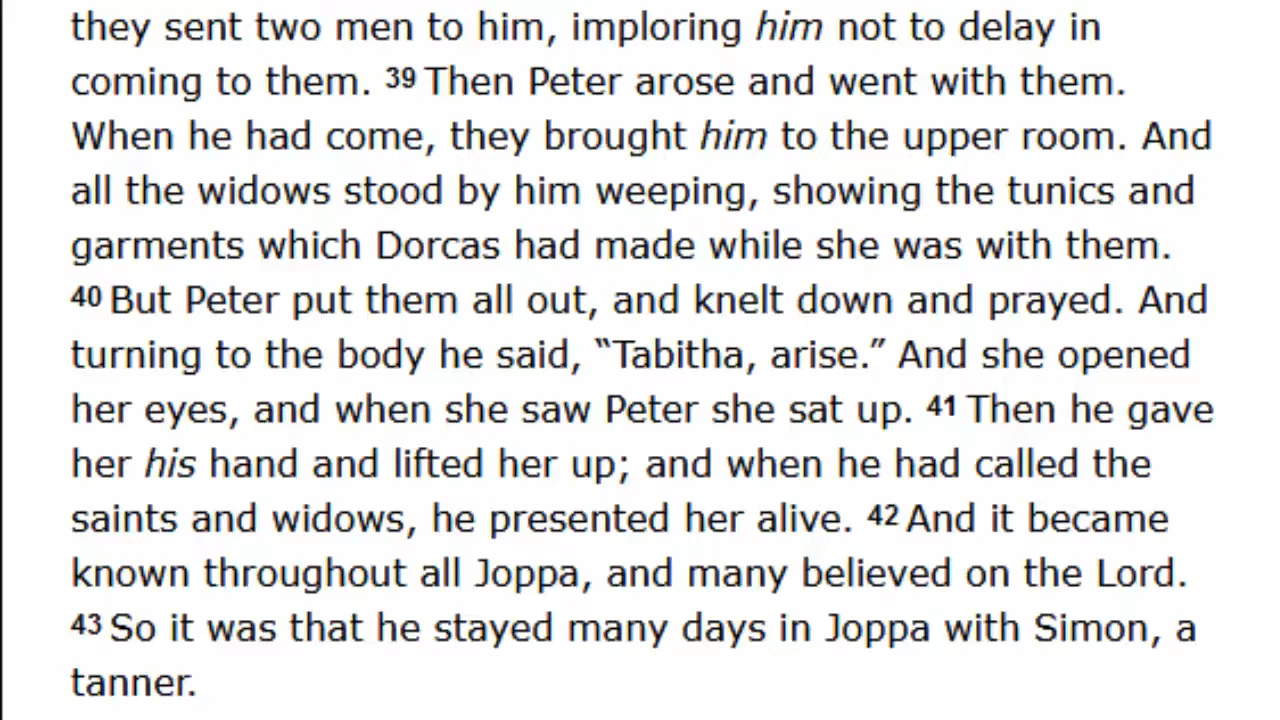 they sent two men to him, imploring him not to delay in
coming to them. 39 Then Peter arose and went with them.
When he had come, they brought him to the upper room. And
all the widows stood by him weeping, showing the tunics and
garments which Dorcas had made while she was with them.
40 But Peter put them all out, and knelt down and prayed. And
turning to the body he said, “Tabitha, arise.” And she opened
her eyes, and when she saw Peter she sat up. 41 Then he gave
her his hand and lifted her up; and when he had called the
saints and widows, he presented her alive. 42 And it became
known throughout all Joppa, and many believed on the Lord.
43 So it was that he stayed many days in Joppa with Simon, a
tanner.